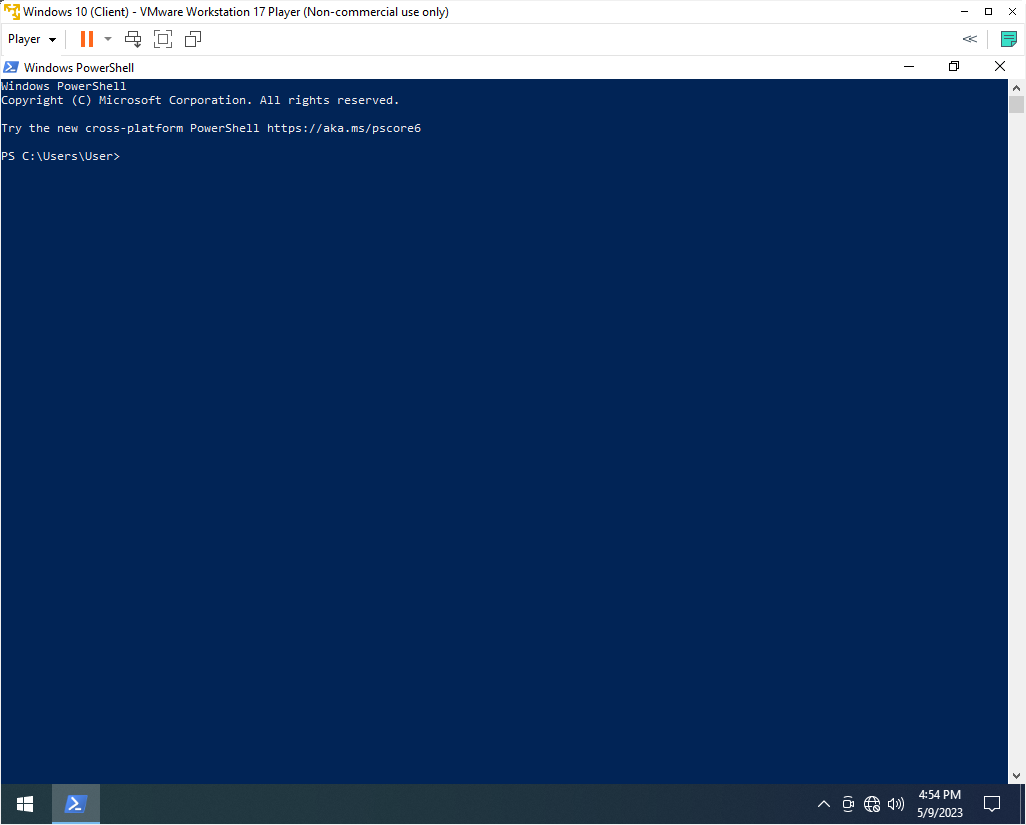 Windows 10 (Client) - VMware Workstation 17 Player (Non-commercial use only)
Player
Windows PowerShell
Windows PowerShell
Copyright (C) Microsoft Corporation. All rights reserved.
Try the new cross-platform PowerShell https://aka.ms/pscore6
PS C:\Users\User>
4:54 PM
5/9/2023